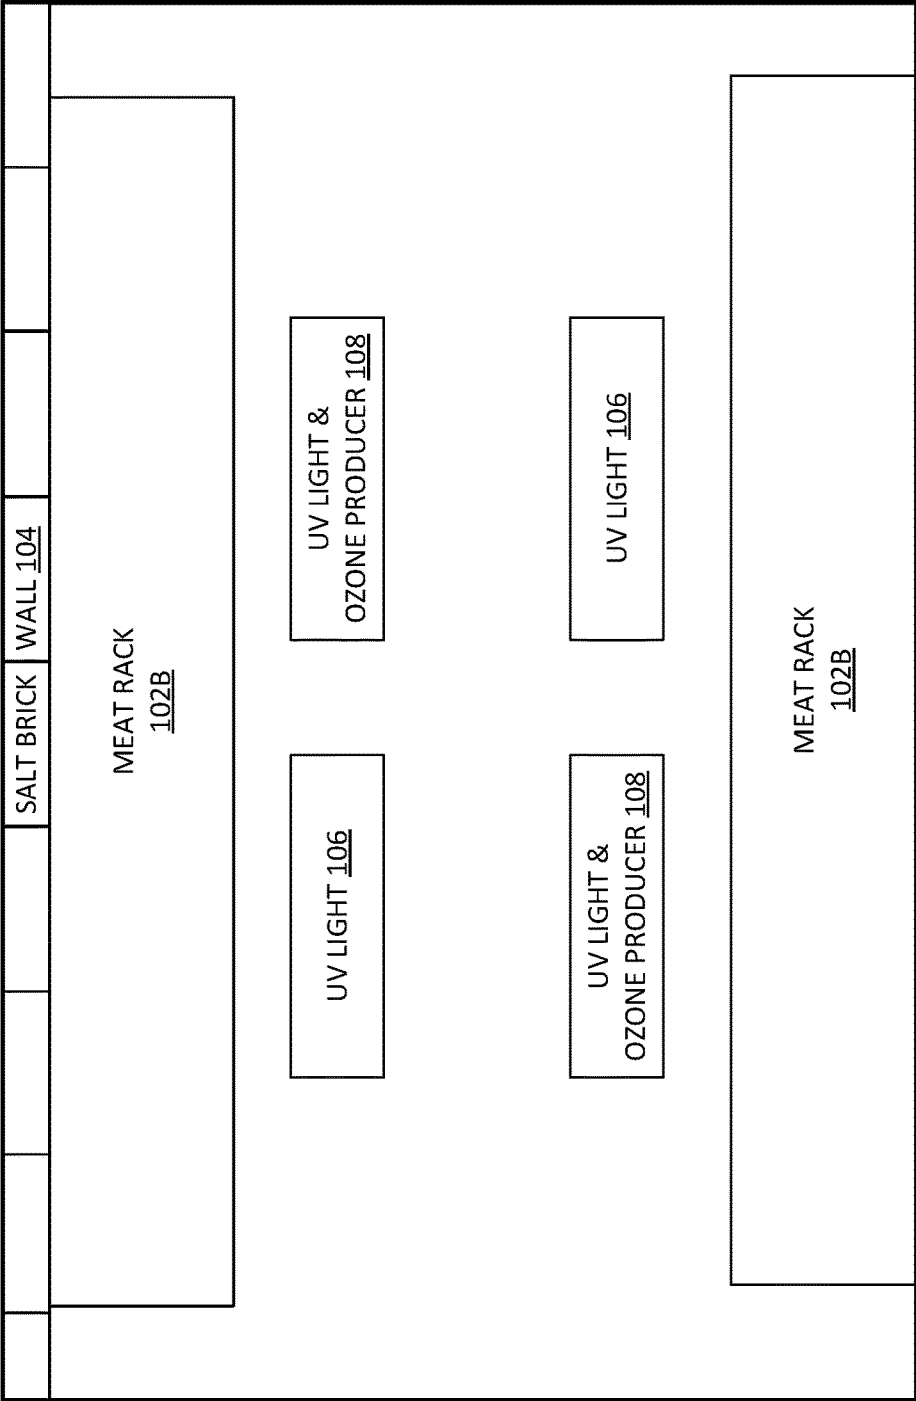 SALT BRICK WALL 104
MEAT RACK
102B
UV LIGHT 106
UV LIGHT &
OZONE PRODUCER 108
UV LIGHT &
OZONE PRODUCER 108
UV LIGHT 106
MEAT RACK
102B